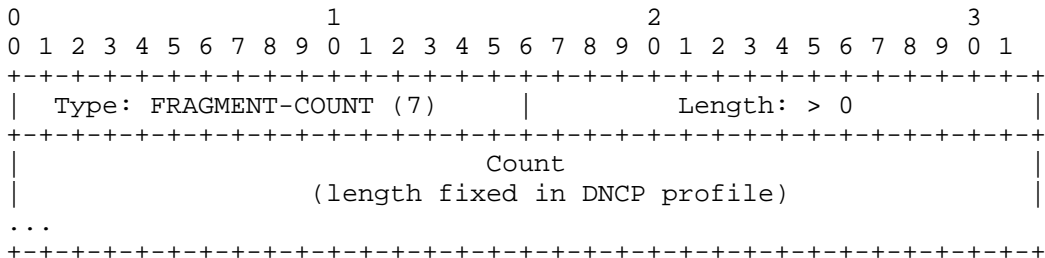 0                   1                   2                   3
0 1 2 3 4 5 6 7 8 9 0 1 2 3 4 5 6 7 8 9 0 1 2 3 4 5 6 7 8 9 0 1
+-+-+-+-+-+-+-+-+-+-+-+-+-+-+-+-+-+-+-+-+-+-+-+-+-+-+-+-+-+-+-+-+
|  Type: FRAGMENT-COUNT (7)     |         Length: > 0           |
+-+-+-+-+-+-+-+-+-+-+-+-+-+-+-+-+-+-+-+-+-+-+-+-+-+-+-+-+-+-+-+-+
|                             Count                             |
|                  (length fixed in DNCP profile)               |
...
+-+-+-+-+-+-+-+-+-+-+-+-+-+-+-+-+-+-+-+-+-+-+-+-+-+-+-+-+-+-+-+-+